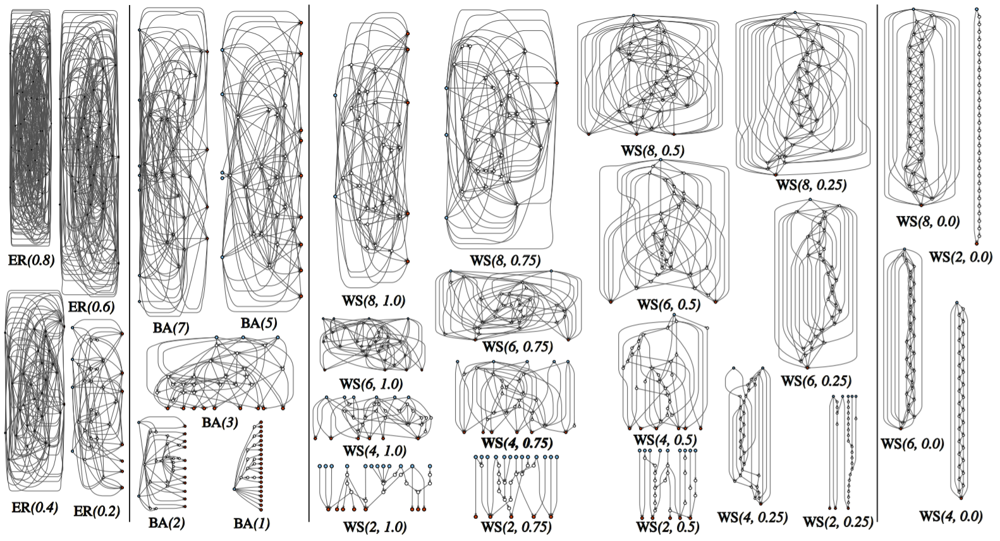 ER(0.8)
ER(0.6)
ER(0.4)
ER(0.2)
BA(7)
BA(5)
BA(3)
BA(2)
BA(1)
WS(8, 1.0)
WS(6, 1.0)
WS(4, 1.0)
WS(2, 1.0)
WS(8, 0.75)
WS(6, 0.75)
WS(4, 0.75)
WS(2, 0.75)
WS(8, 0.5)
WS(6, 0.5)
WS(4, 0.5)
WS(2, 0.5)
WS(8, 0.25)
WS(6, 0.25)
WS(4, 0.25)
WS(2, 0.25)
WS(8, 0.0)
WS(2, 0.0)
WS(6, 0.0)
WS(4, 0.0)